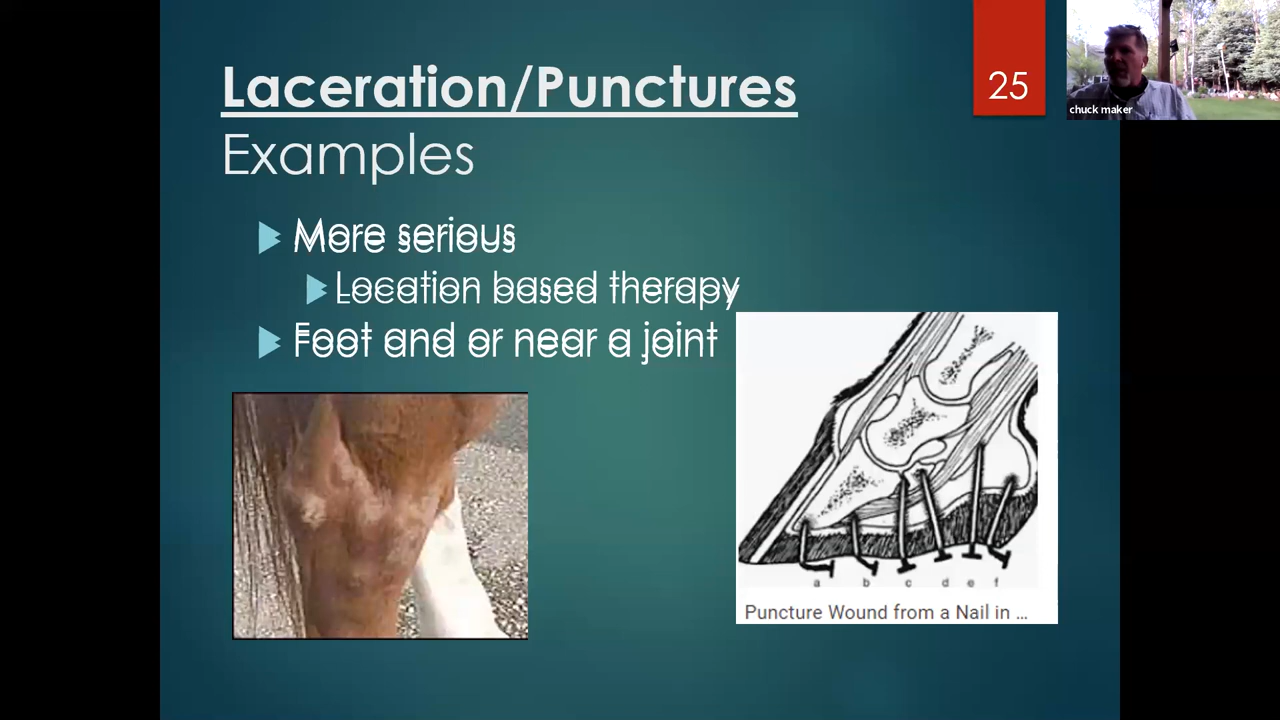 Laceration/Punctures
Examples
25
chuck maker
More serious
Location based therapy
Foot and or near a joint
a b c d e f
Puncture Wound from a Nail in ...